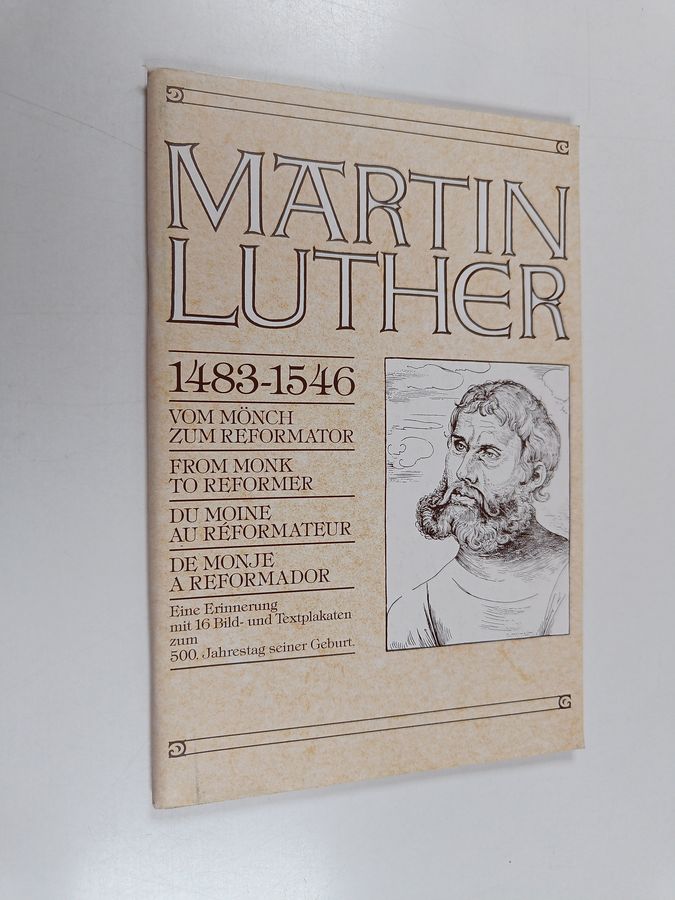 MARTIN
LUTHER
1483-1546
VOM MÖNCH
ZUM REFORMATOR
FROM MONK
TO REFORMER
DU MOINE
AU RÉFORMATEUR
DE MONJE
A REFORMADOR
Eine Erinnerung
mit 16 Bild- und Textplakaten
zum
500. Jahrestag seiner Geburt.